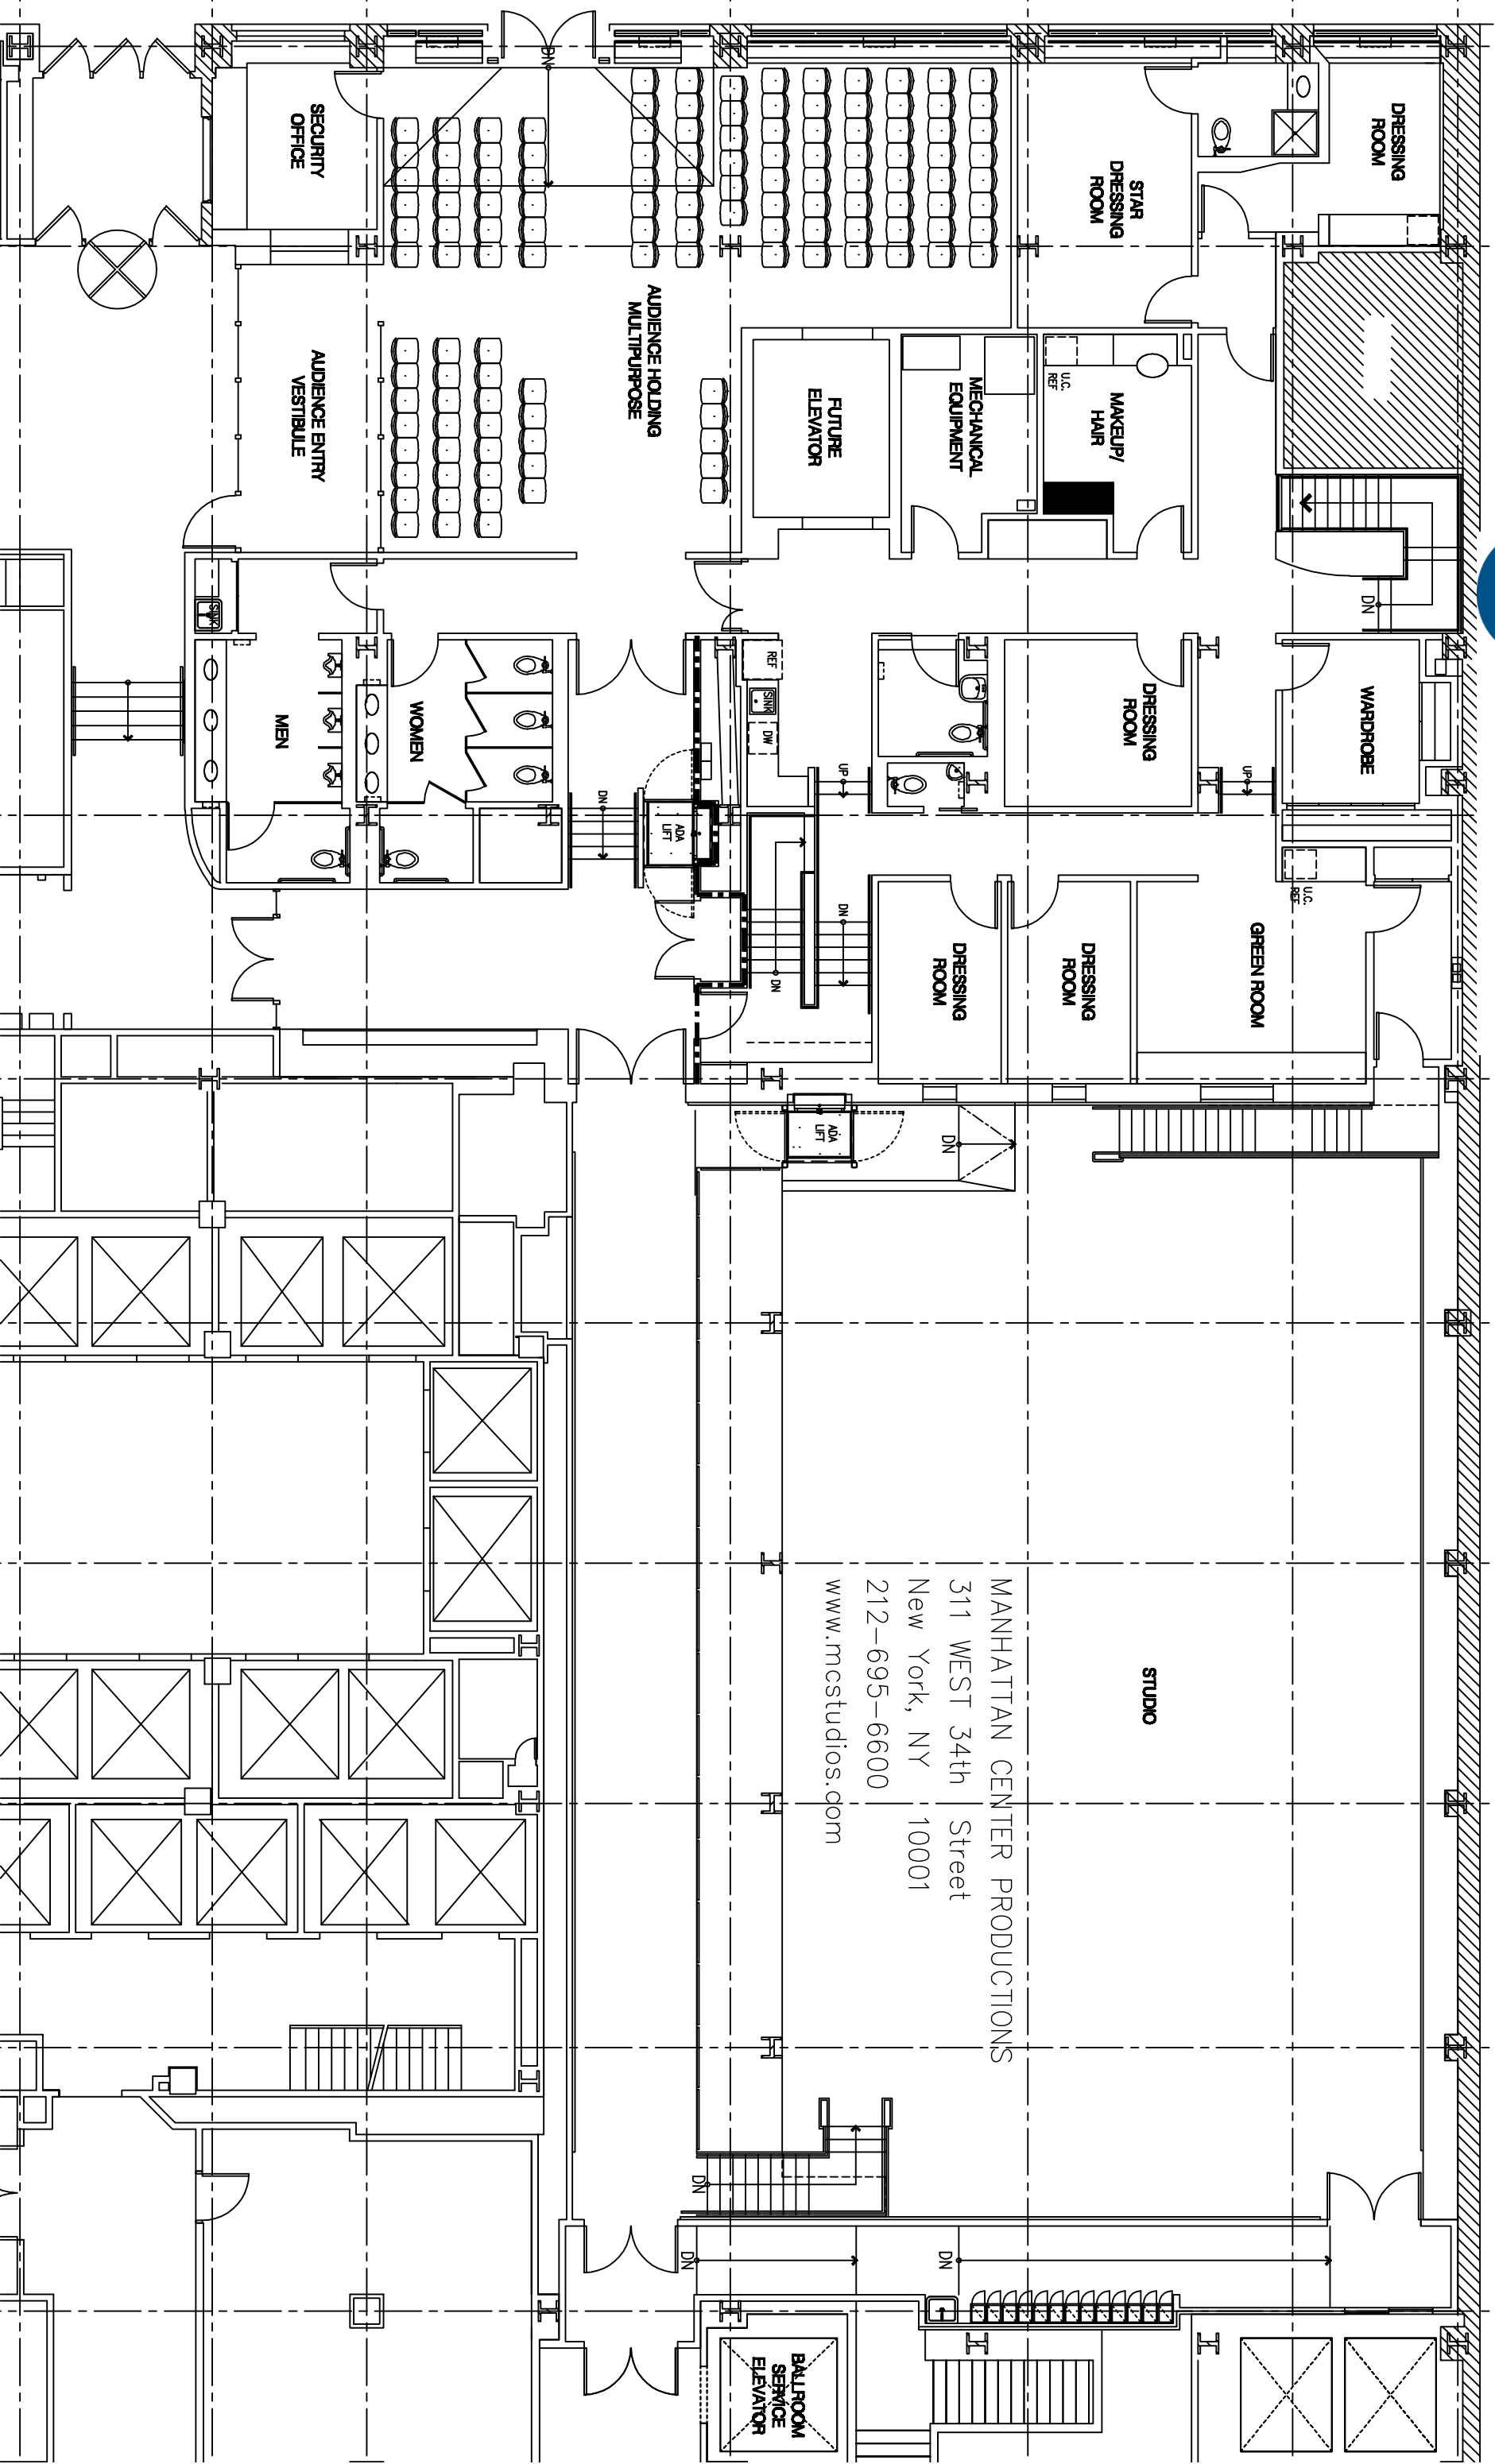 DRESSING
ROOM
STAR
DRESSING
ROOM
SECURITY
OFFICE
DN
AUDIENCE HOLDING
MULTIPURPOSE
AUDIENCE ENTRY
VESTIBULE
FUTURE
ELEVATOR
MECHANICAL
EQUIPMENT
MAKEUP/
HAIR
U.C.
REF
DN
WARDROBE
DRESSING
ROOM
UP
REF
SINK
DW
UP
SINK
MEN
WOMEN
DN
ADA
LIFT
DN
DN
DRESSING
ROOM
DRESSING
ROOM
GREEN ROOM
U.C.
REF
ADA
LIFT
DN
STUDIO
MANHATTAN CENTER PRODUCTIONS
311 WEST 34th Street
New York, NY 10001
212-695-6600
www.mcstudios.com
DN
DN
DN
BALLROOM
SERVICE
ELEVATOR